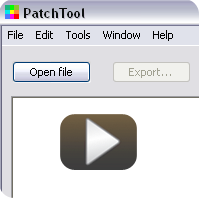 PatchTool
File Edit Tools Window Help
Open file Export...